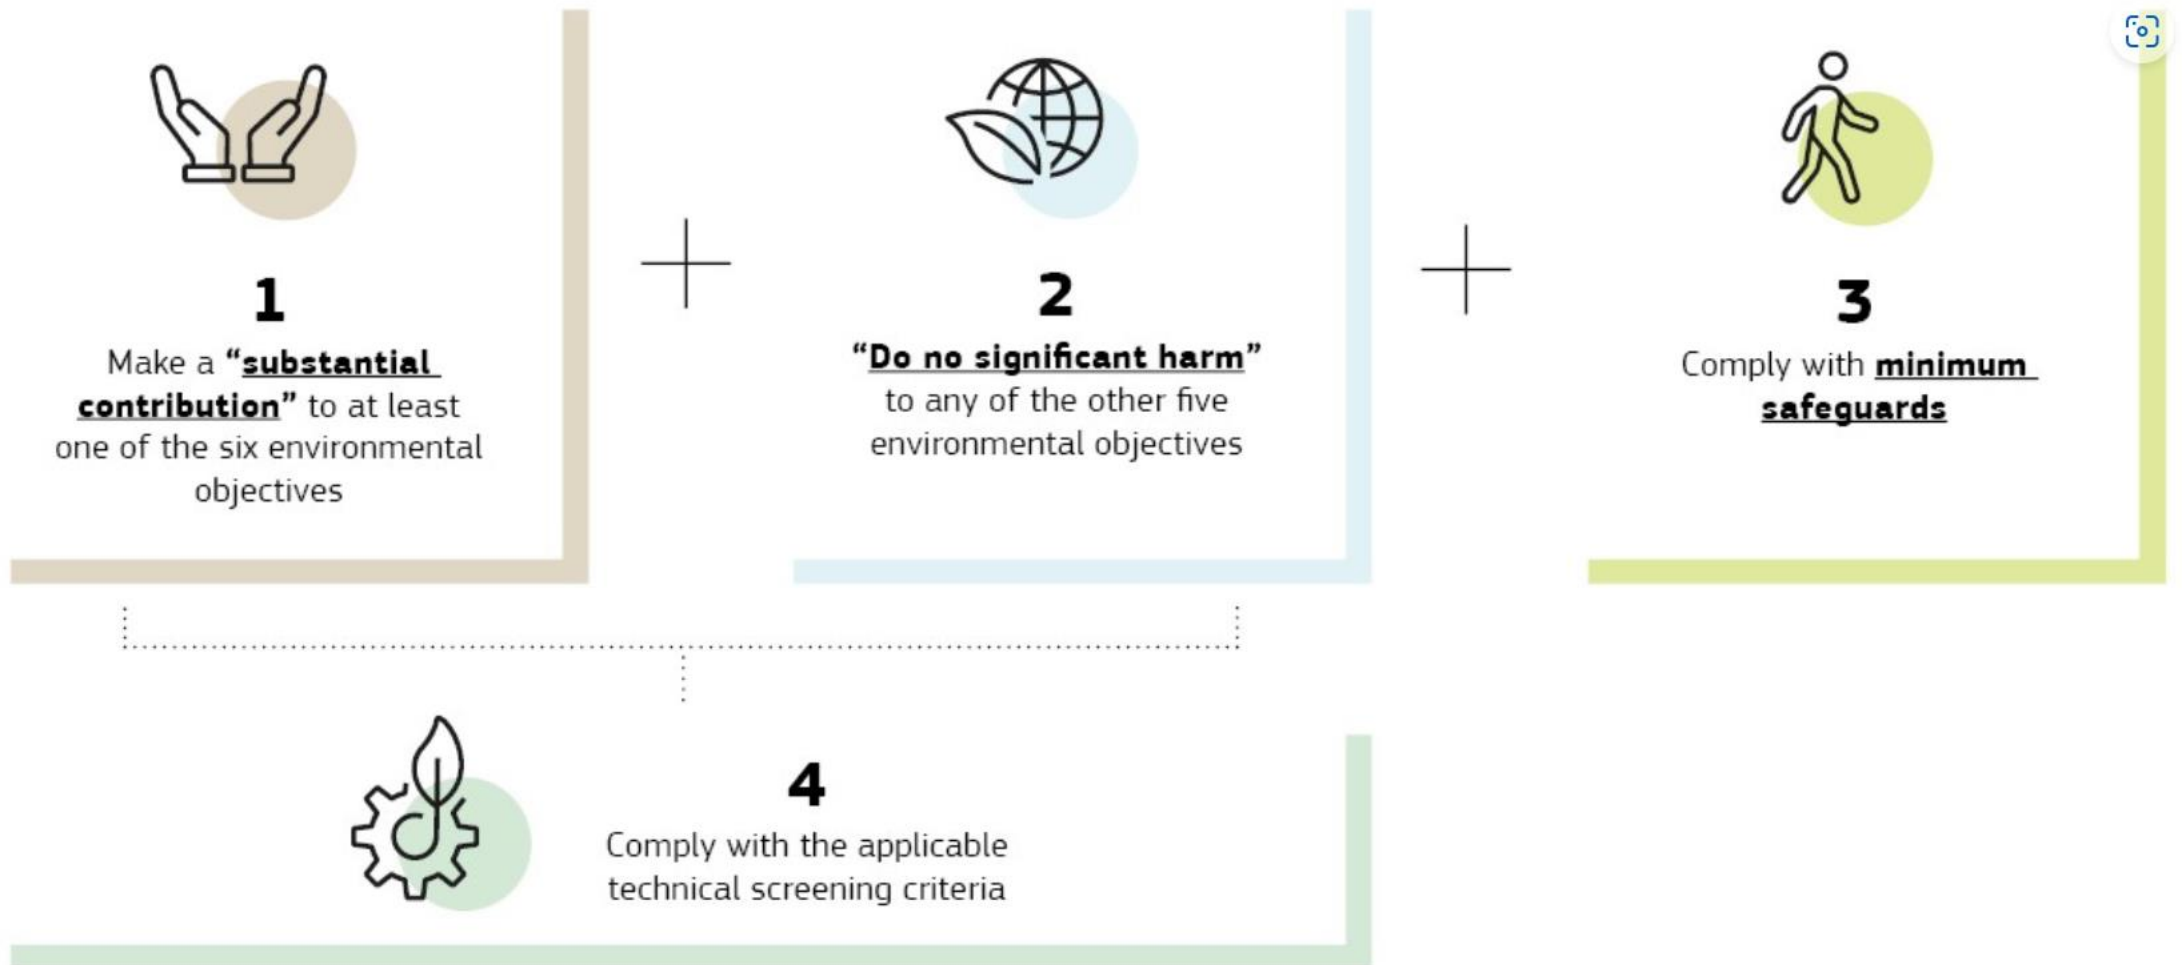 1
Make a “substantial
contribution” to at least
one of the six environmental
objectives
2
“Do no significant harm”
to any of the other five
environmental objectives
3
Comply with minimum
safeguards
4
Comply with the applicable
technical screening criteria